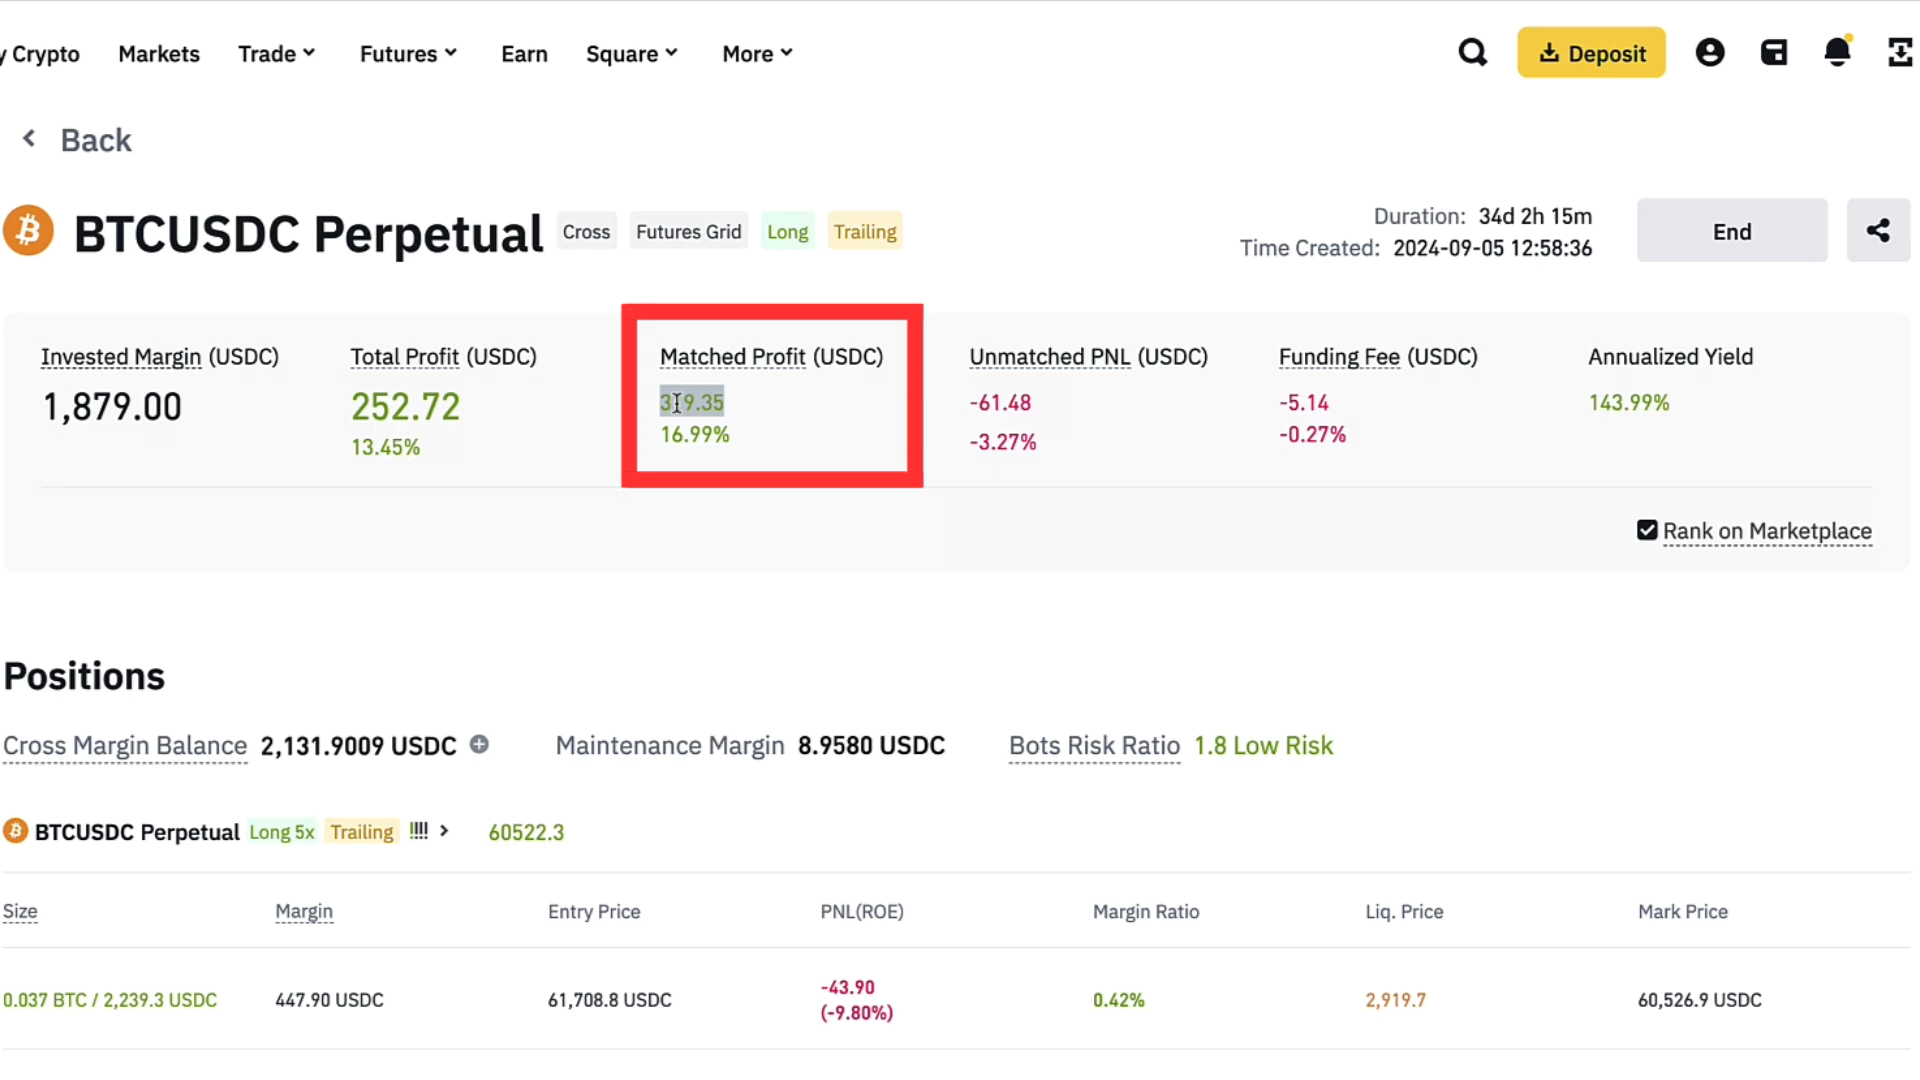 y Crypto Markets Trade Futures Earn Square More Deposit
Back
BTCUSDC Perpetual Cross Futures Grid Long Trailing
Duration: 34d 2h 15m
Time Created: 2024-09-05 12:58:36
End
Invested Margin (USDC)
1,879.00
Total Profit (USDC)
252.72
13.45%
Matched Profit (USDC)
319.35
16.99%
Unmatched PNL (USDC)
-61.48
-3.27%
Funding Fee (USDC)
-5.14
-0.27%
Annualized Yield
143.99%
Rank on Marketplace
Positions
Cross Margin Balance 2,131.9009 USDC Maintenance Margin 8.9580 USDC Bots Risk Ratio 1.8 Low Risk
BTCUSDC Perpetual Long 5x Trailing !!!! 60522.3
Size Margin Entry Price PNL(ROE) Margin Ratio Liq. Price Mark Price
0.037 BTC / 2,239.3 USDC 447.90 USDC 61,708.8 USDC -43.90 (-9.80%) 0.42% 2,919.7 60,526.9 USDC